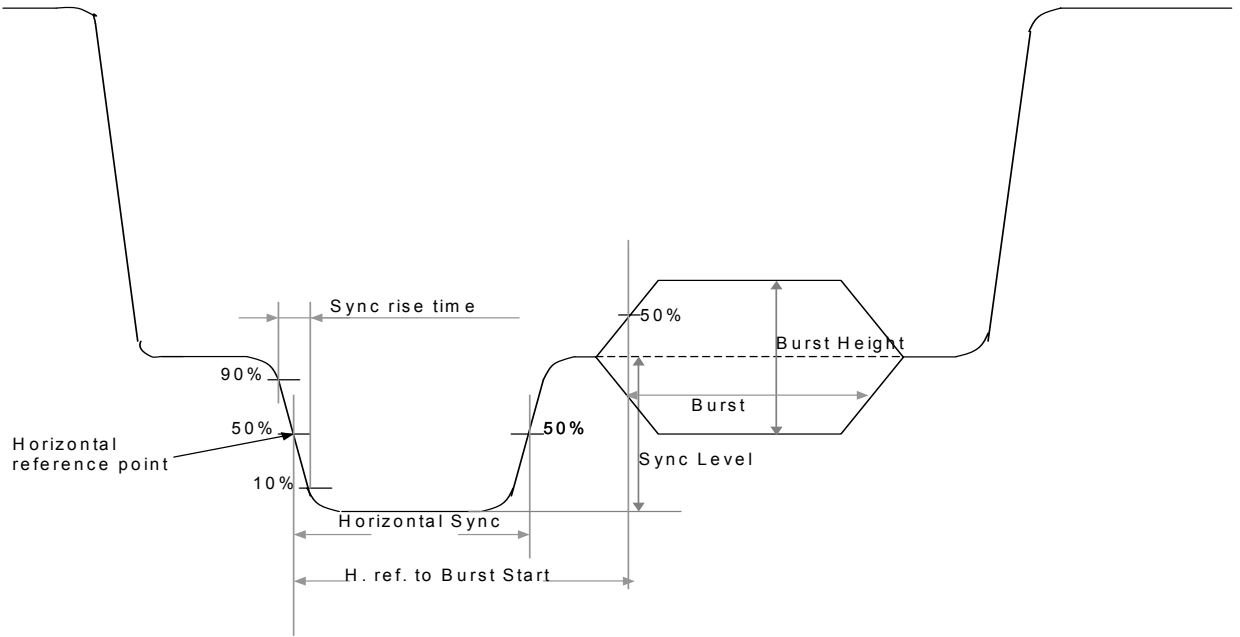 Sync rise time
50%
Burst Height
90%
Burst
50%
50%
Horizontal
reference point
Sync Level
10%
Horizontal Sync
H. ref. to Burst Start